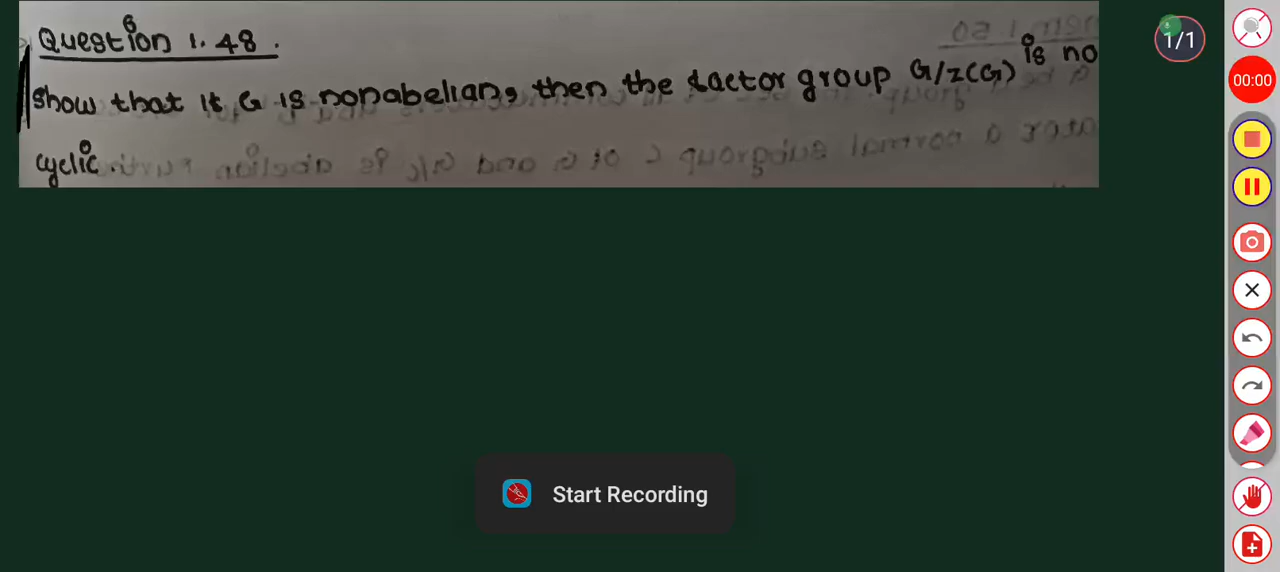 Question 1.48.
1/1
show that if G is nonabelian, then the factor group G/Z(G) is no
cyclic.
00:00
Start Recording